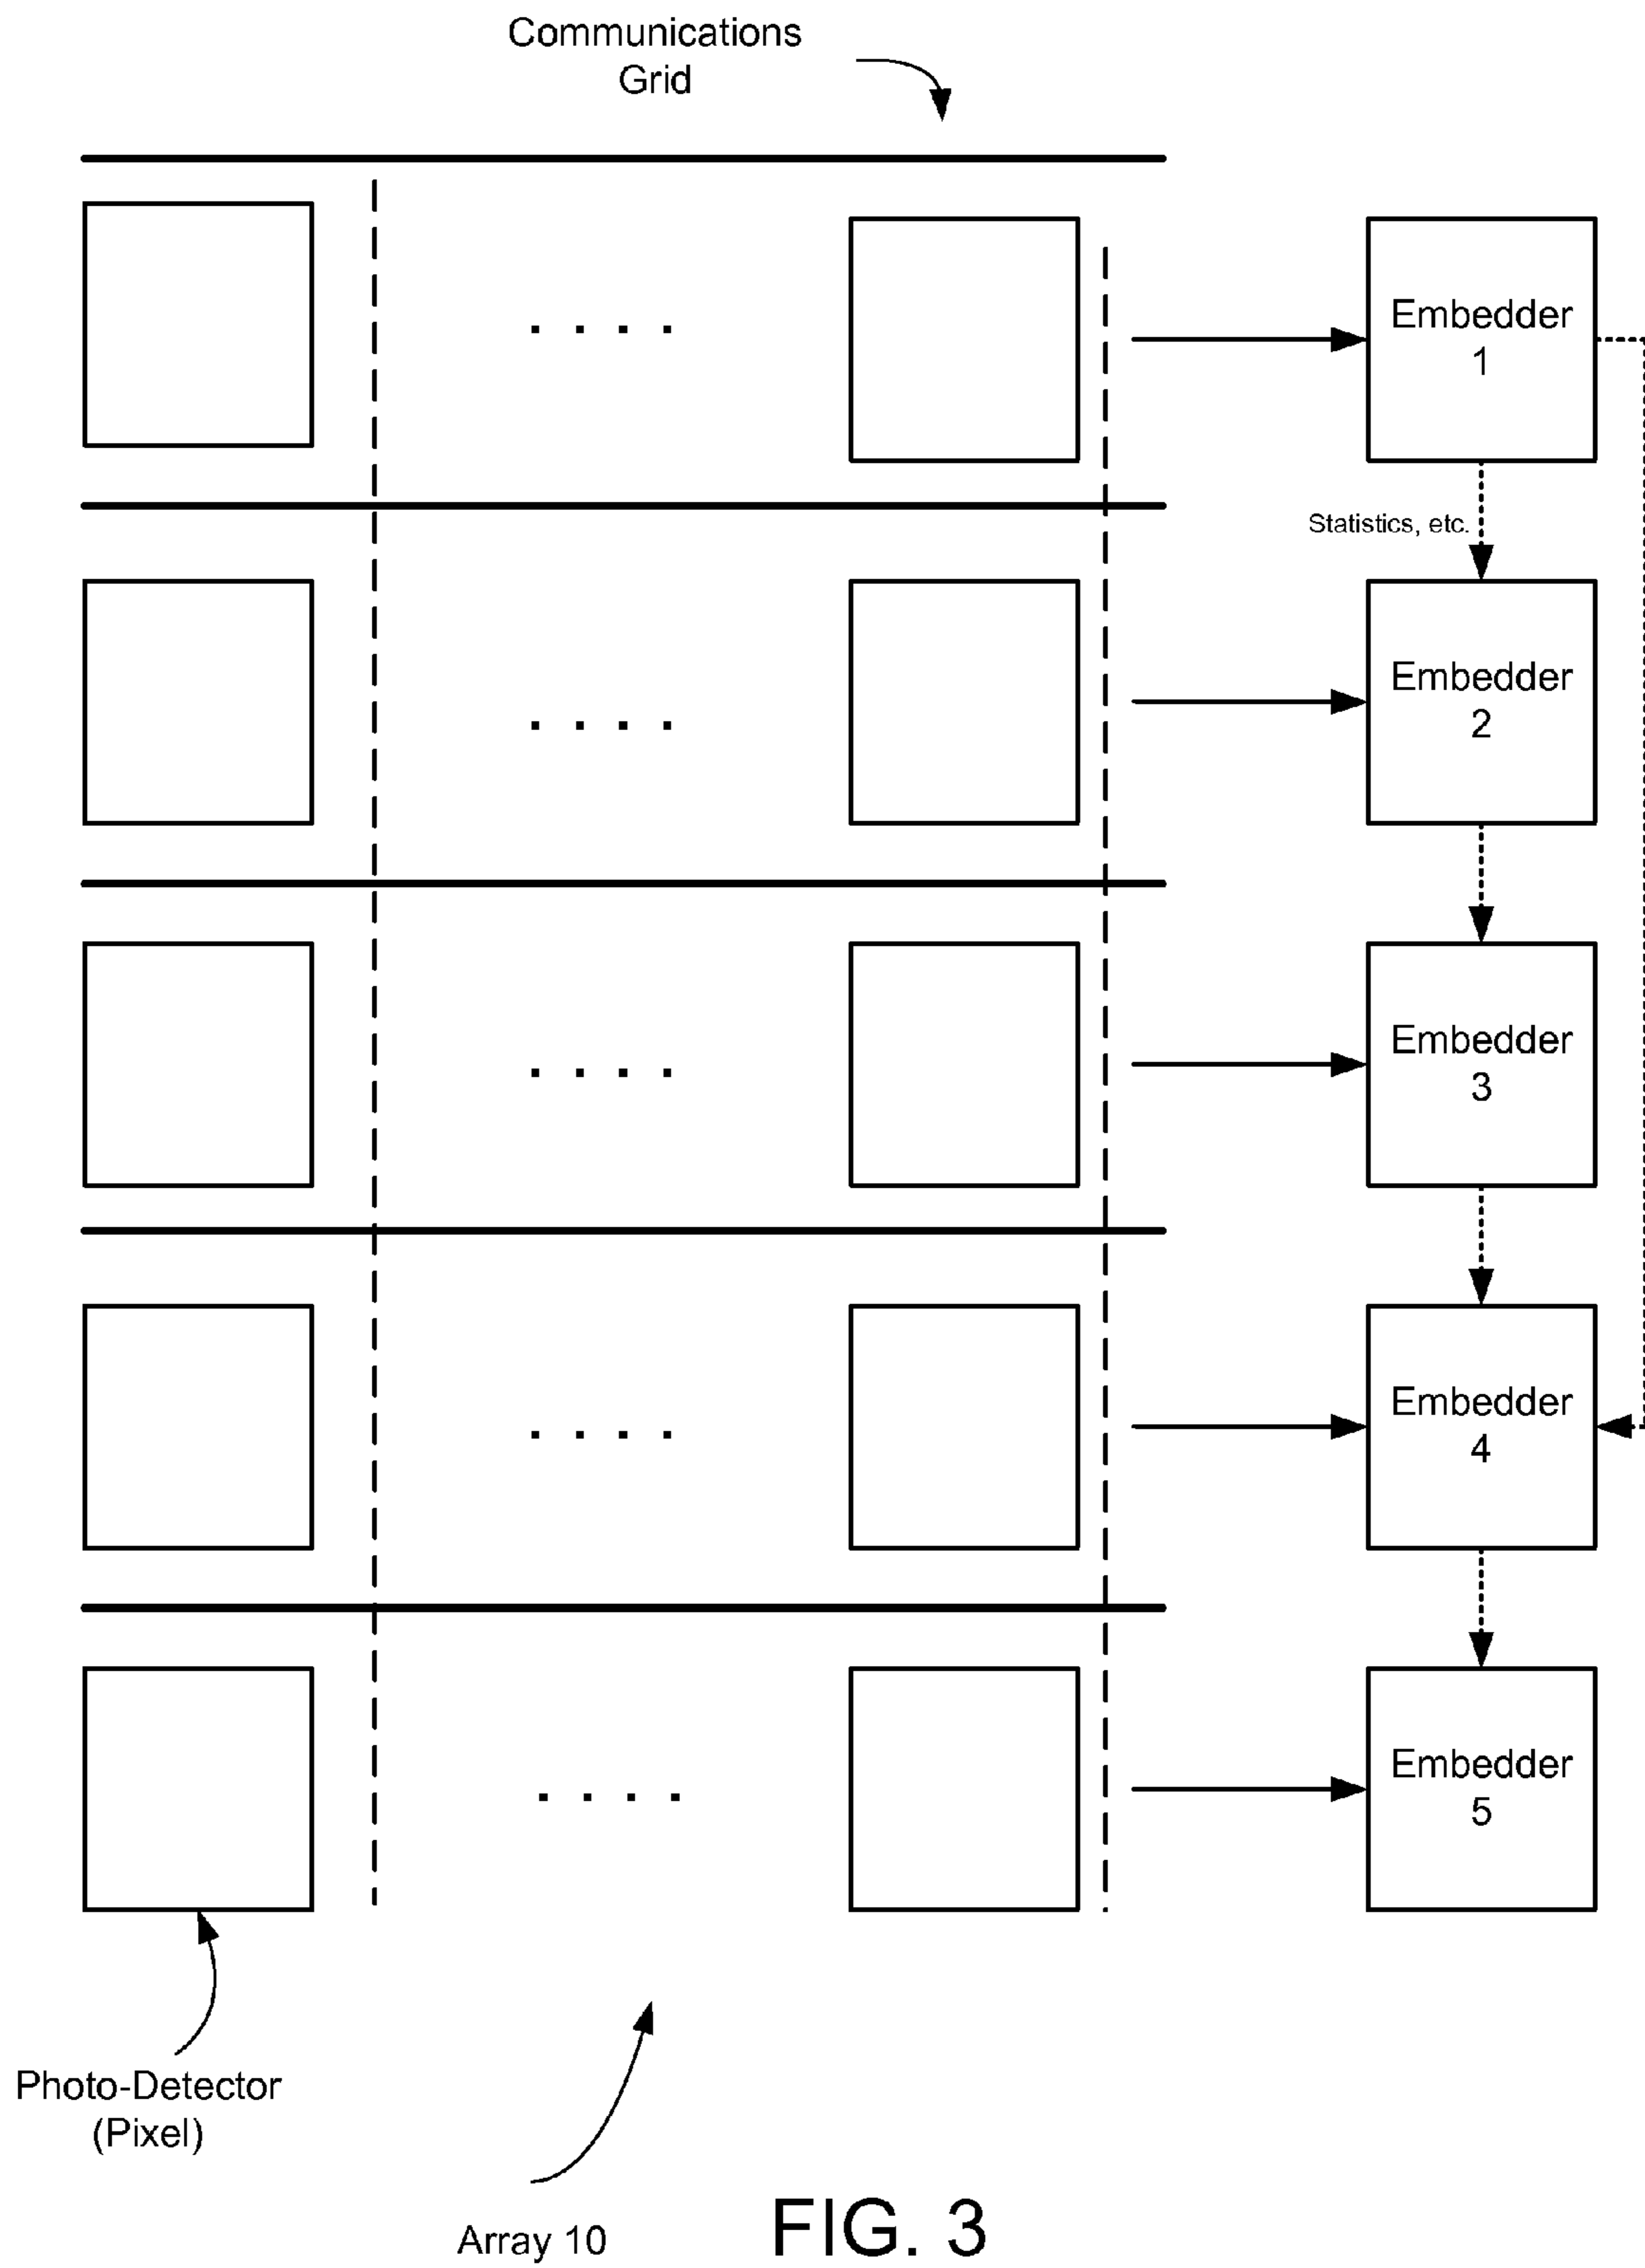 Communications
Grid
Embedder
1
Statistics, etc.
Embedder
2
Embedder
3
Embedder
4
Embedder
5
Photo-Detector
(Pixel)
Array 10
FIG. 3